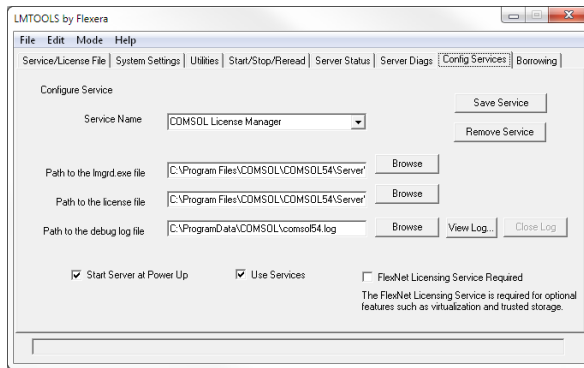 LMTOOLS by Flexera
File Edit Mode Help
Service/License File System Settings Utilities Start/Stop/Reread Server Status Server Diags Config Services Borrowing
Configure Service
Save Service
Service Name COMSOL License Manager
Remove Service
Browse
Path to the lmgrd.exe file C:\Program Files\COMSOL\COMSOL54\Server\
Browse
Path to the license file C:\Program Files\COMSOL\COMSOL54\Server\
Path to the debug log file C:\ProgramData\COMSOL\comsol54.log Browse View Log... Close Log
Start Server at Power Up Use Services FlexNet Licensing Service Required
The FlexNet Licensing Service is required for optional
features such as virtualization and trusted storage.